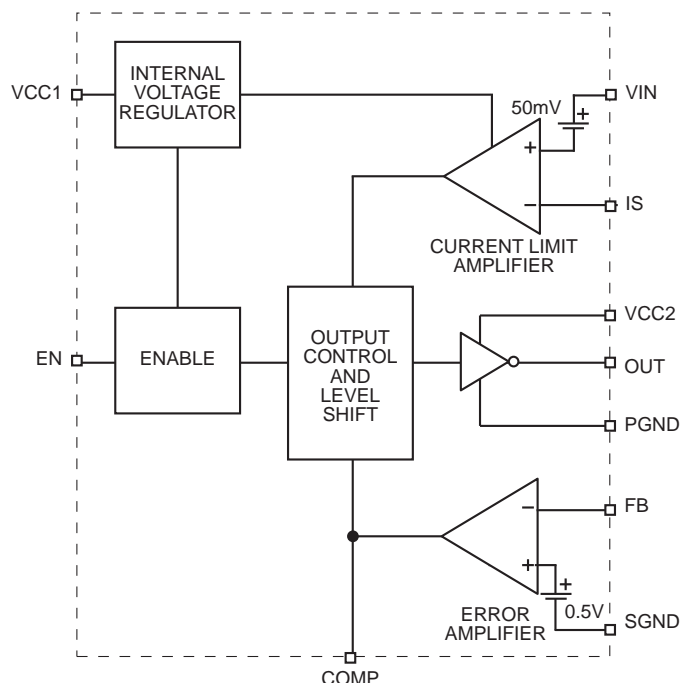 INTERNAL
VOLTAGE
REGULATOR
VCC1
50mV
+
VIN
+
−
IS
CURRENT LIMIT
AMPLIFIER
VCC2
EN
ENABLE
OUTPUT
CONTROL
AND
LEVEL
SHIFT
OUT
PGND
FB
−
+
+
0.5V
ERROR
AMPLIFIER
SGND
COMP